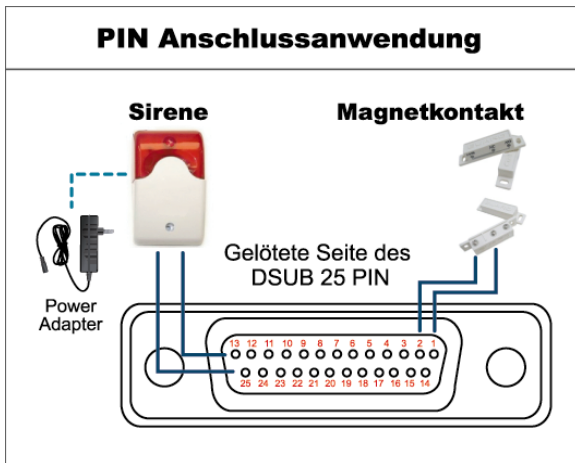 PIN Anschlussanwendung
Sirene
Magnetkontakt
Gelötete Seite des
DSUB 25 PIN
Power
Adapter
13 12 11 10 9 8 7 6 5 4 3 2 1
25 24 23 22 21 20 19 18 17 16 15 14